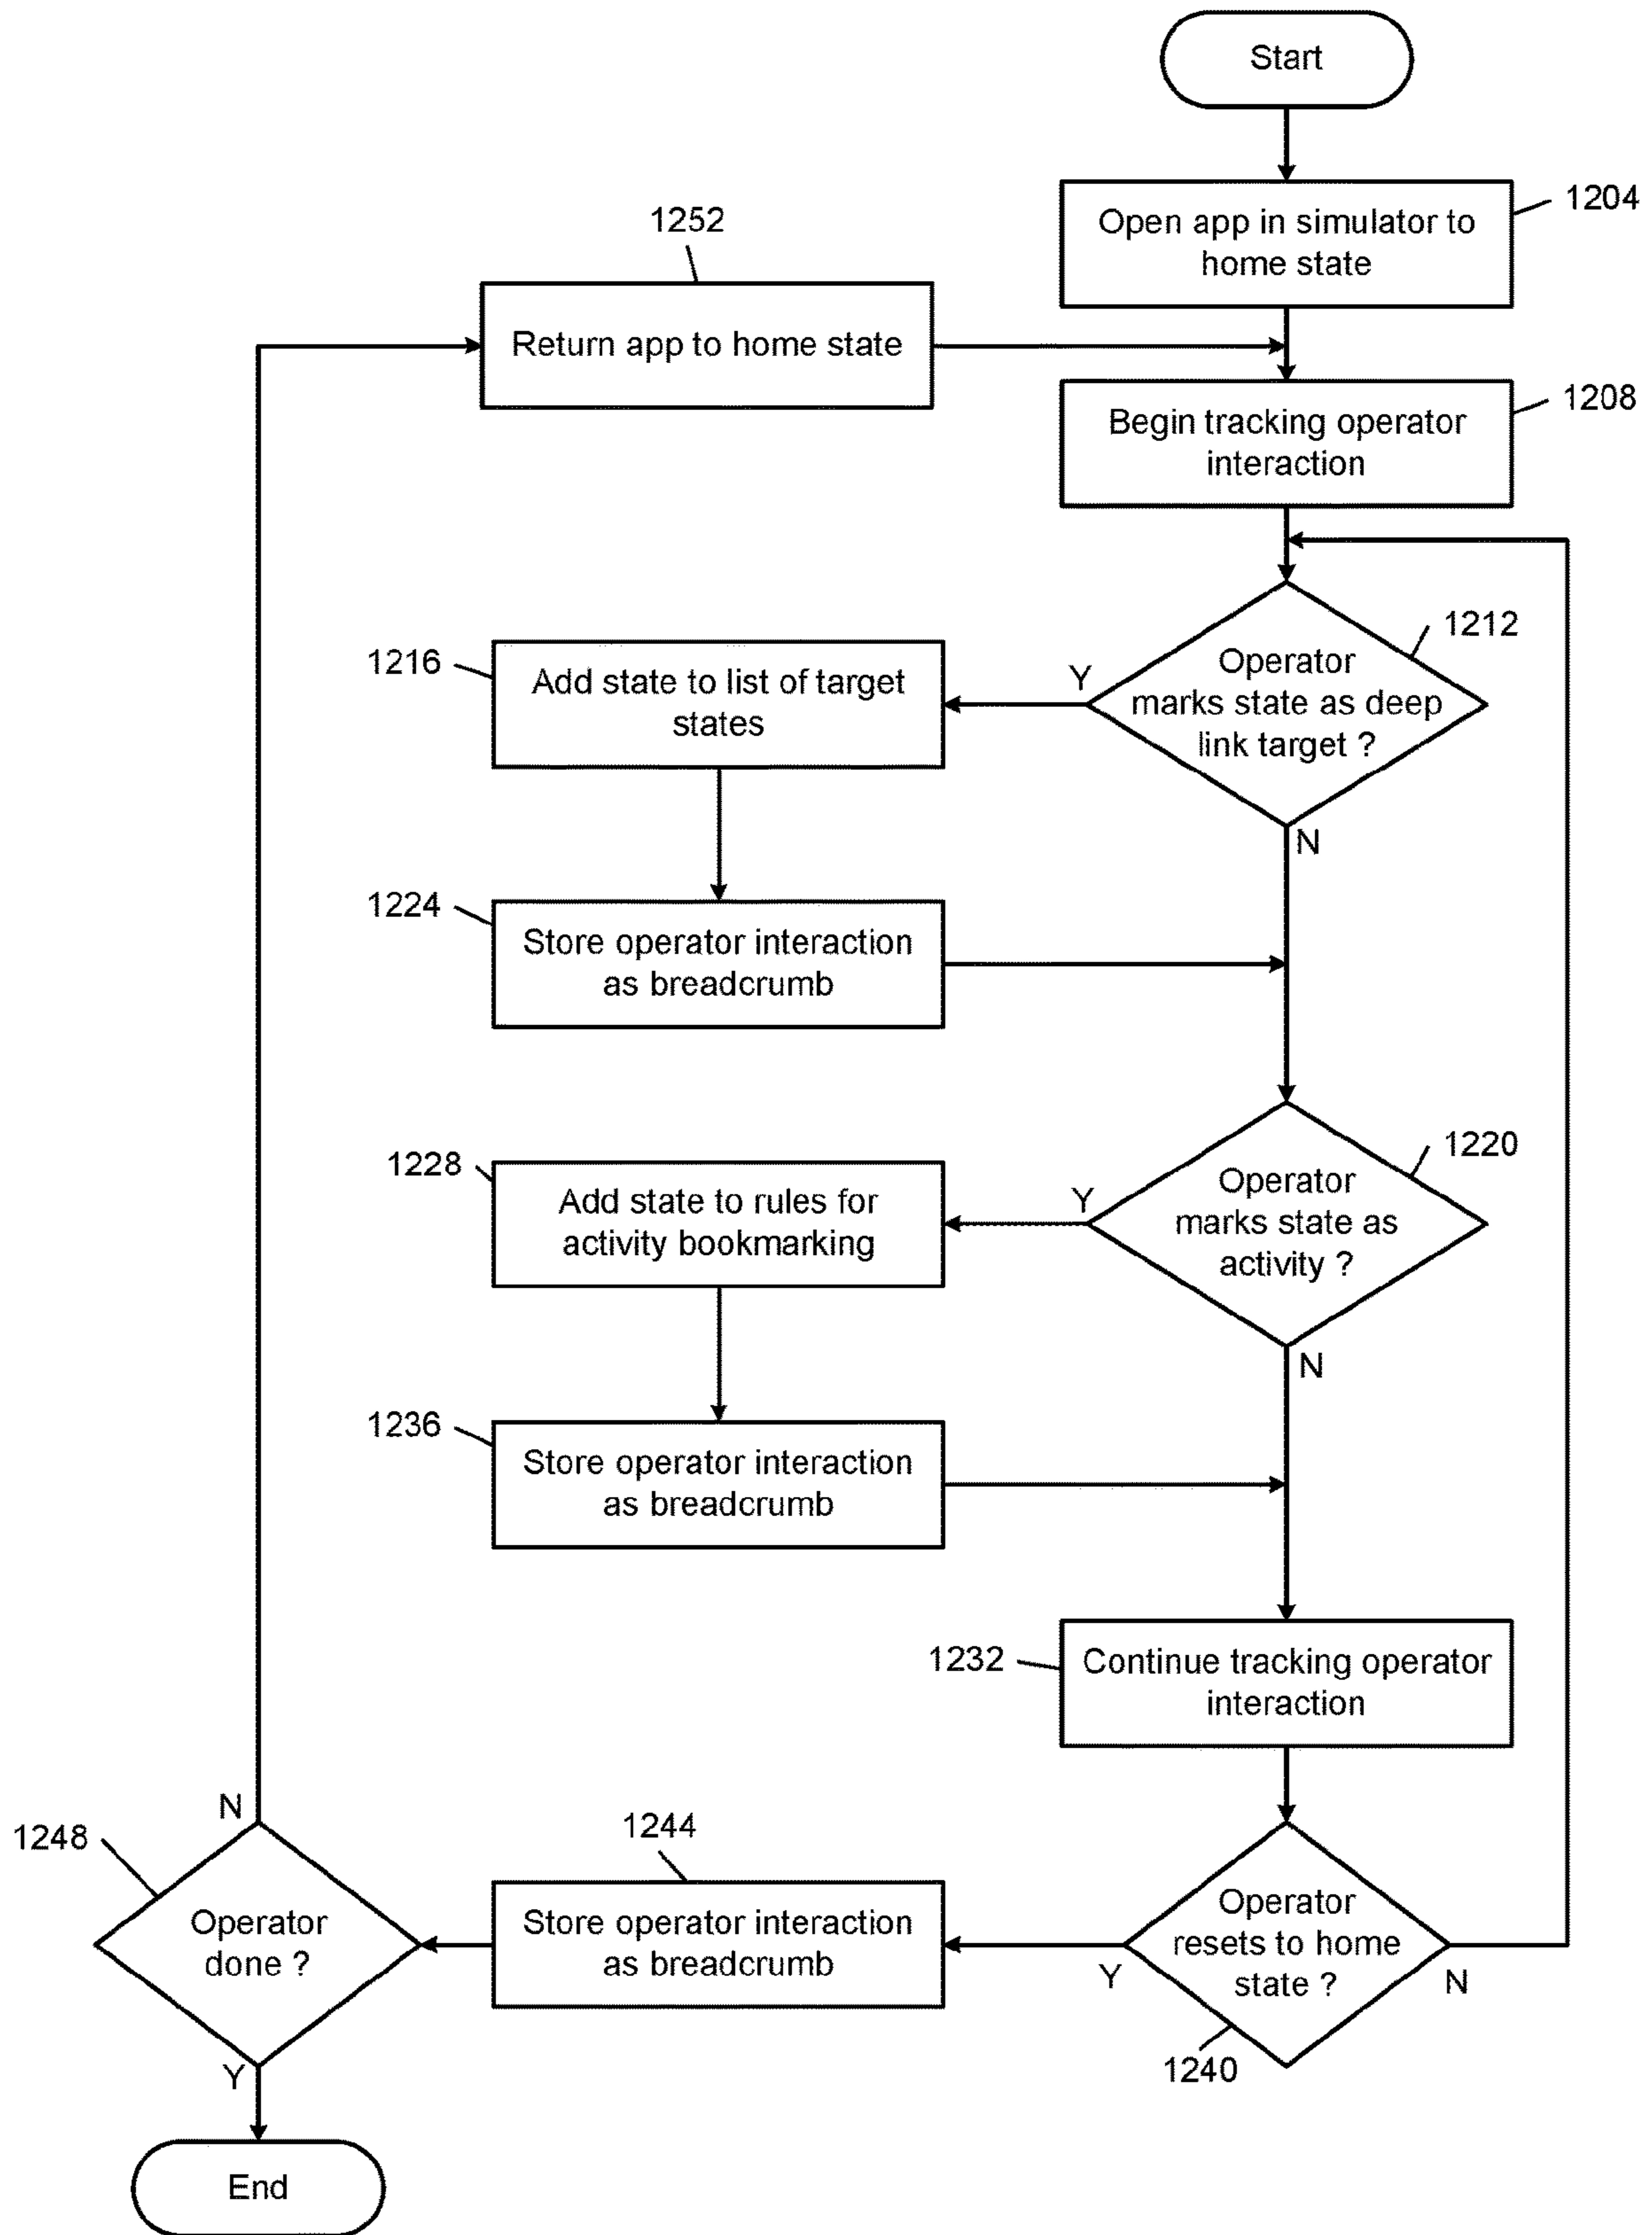 Start
1204
Open app in simulator to
home state
1252
Return app to home state
1208
Begin tracking operator
interaction
1212
Operator
marks state as deep
link target ?
Y
N
1216
Add state to list of target
states
1224
Store operator interaction
as breadcrumb
1220
Operator
marks state as
activity ?
Y
N
1228
Add state to rules for
activity bookmarking
1236
Store operator interaction
as breadcrumb
1232
Continue tracking operator
interaction
Operator
resets to home
state ?
Y
N
1240
1244
Store operator interaction
as breadcrumb
1248
N
Operator
done ?
Y
End